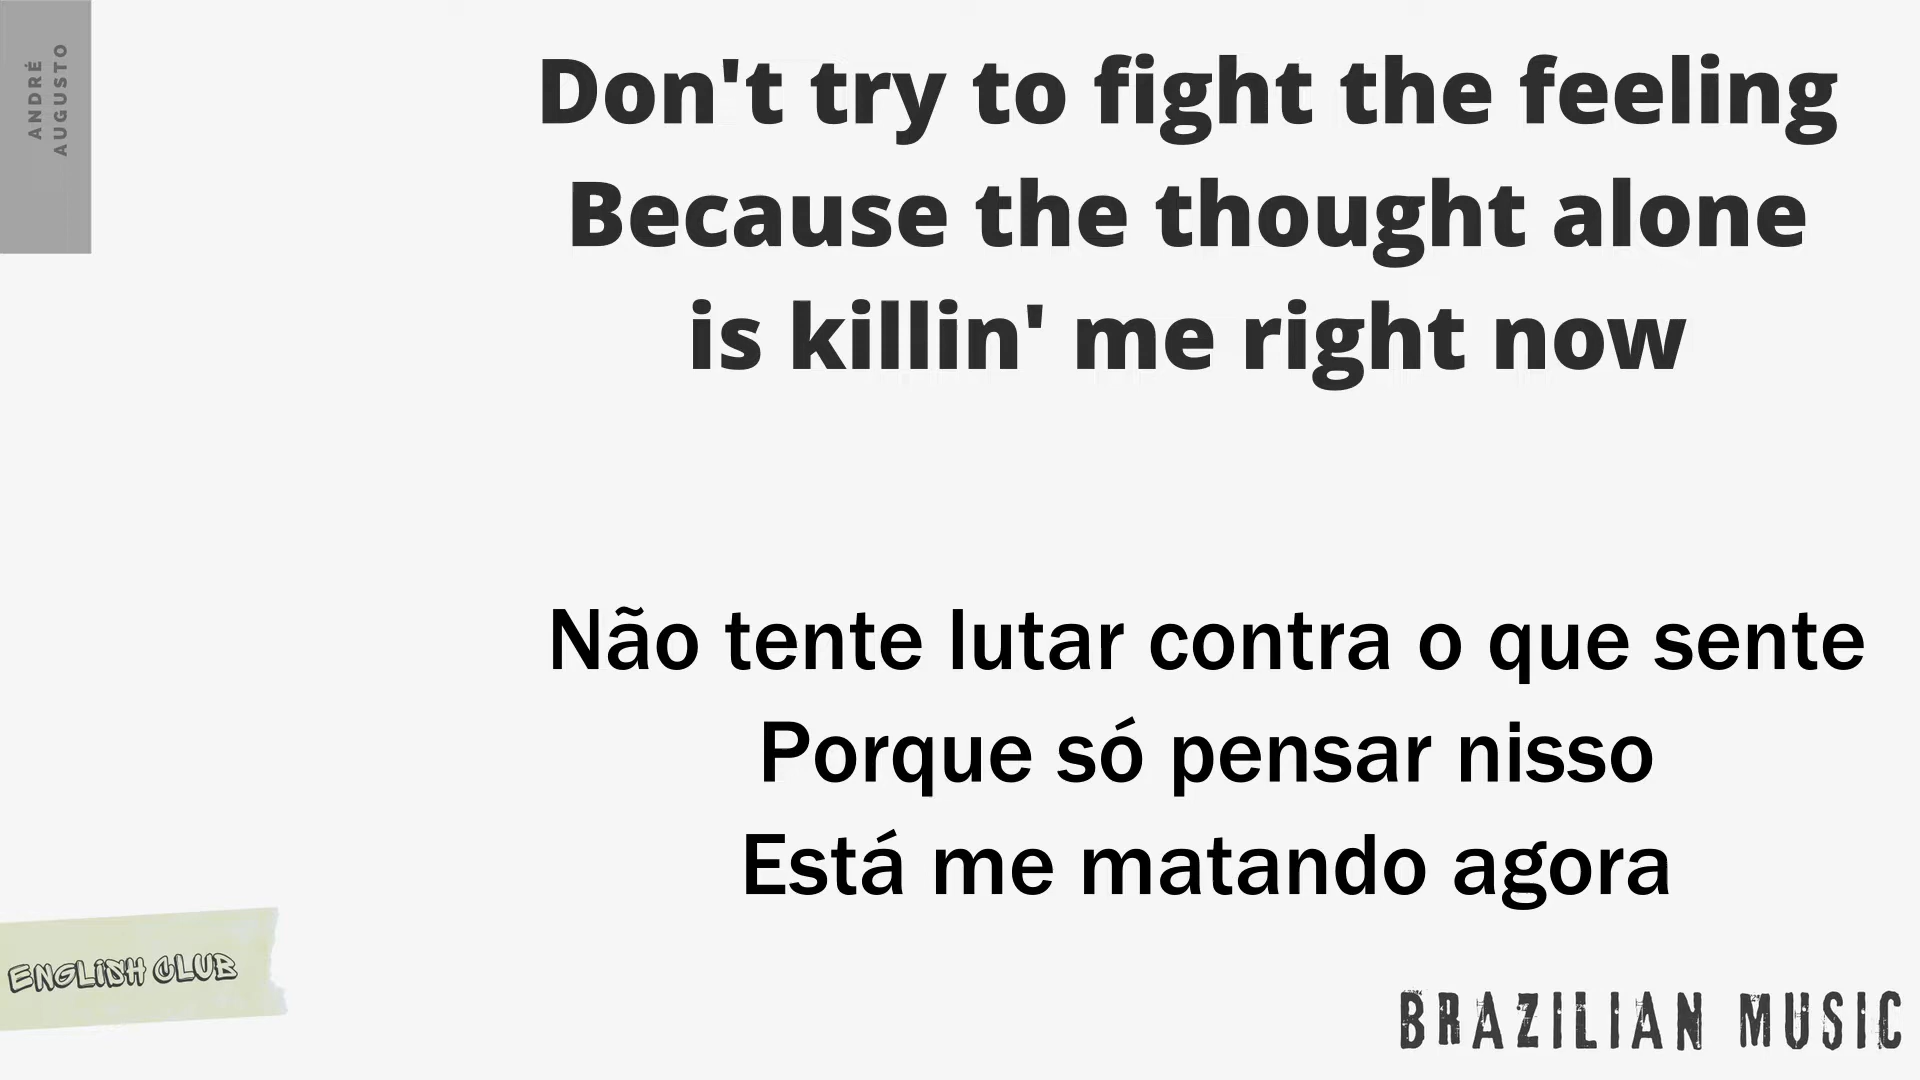 ANDRÉ
AUGUSTO
Don't try to fight the feeling
Because the thought alone
is killin' me right now
Não tente lutar contra o que sente
Porque só pensar nisso
Está me matando agora
ENGLISH CLUB
BRAZILIAN MUSIC